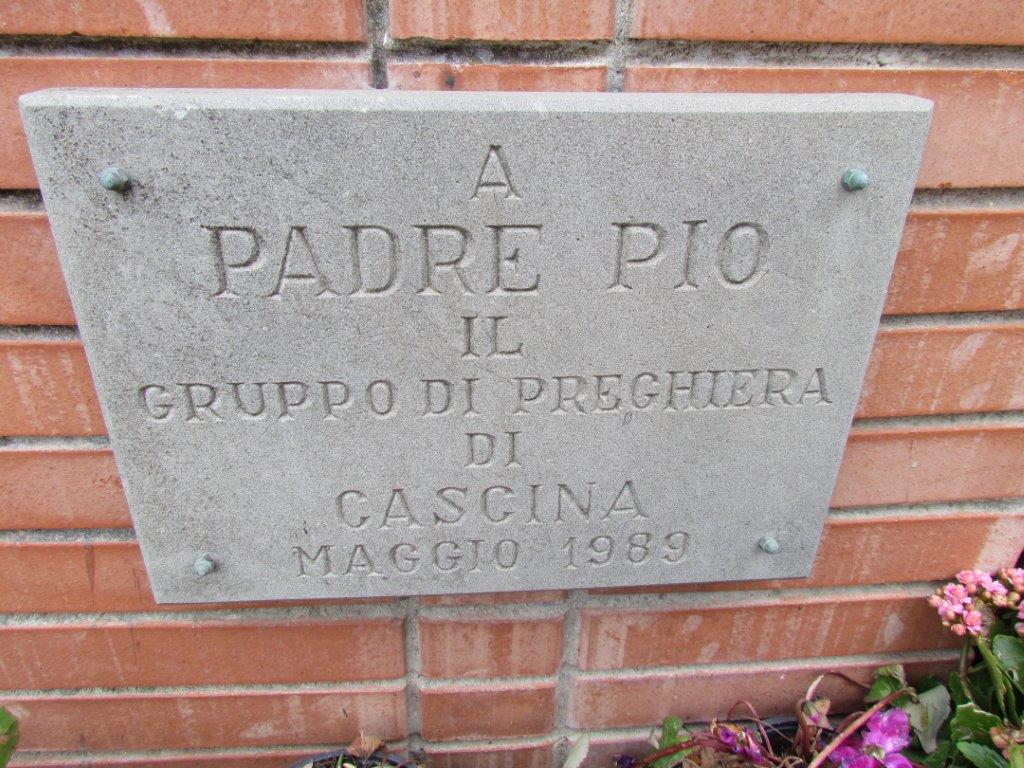 A
PADRE PIO
IL
GRUPPO DI PREGHIERA
DI
CASCINA
MAGGIO 1989